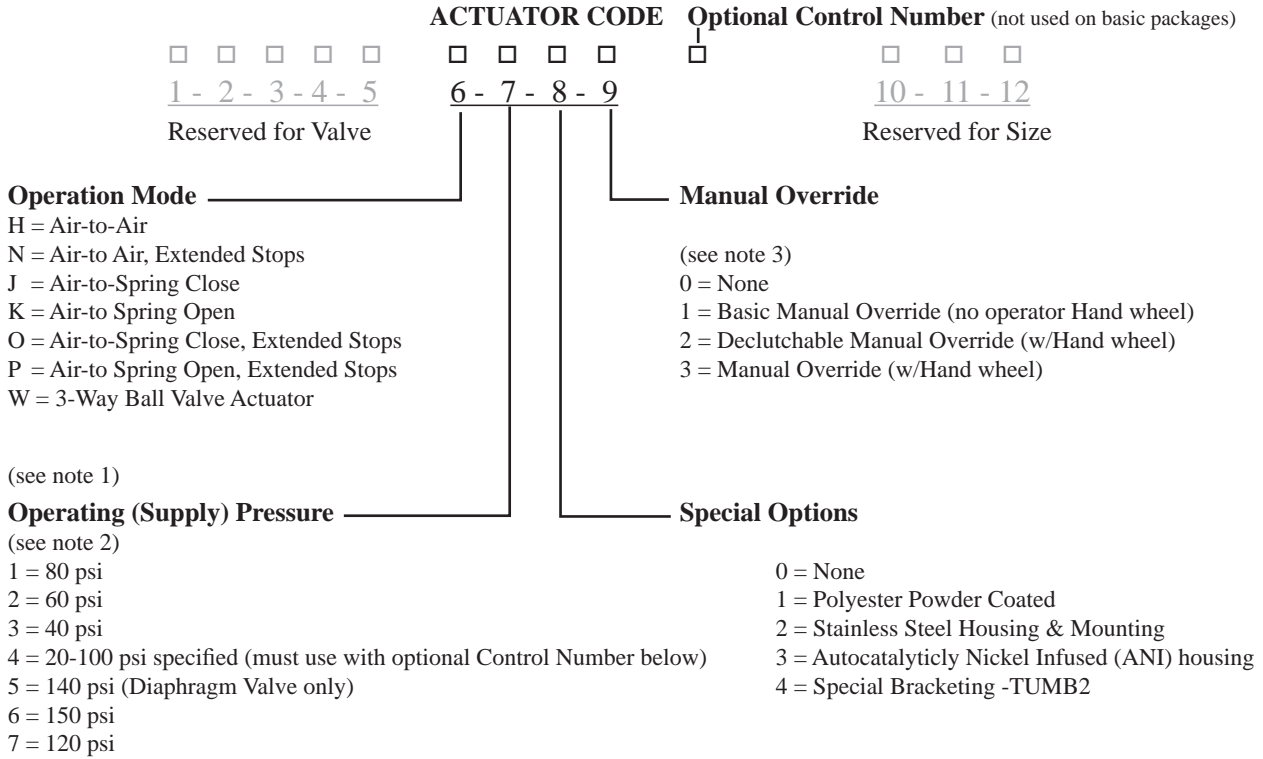 ACTUATOR CODE Optional Control Number (not used on basic packages)
1 - 2 - 3 - 4 - 5 6 - 7 - 8 - 9 10 - 11 - 12
Reserved for Valve Reserved for Size
Operation Mode
H = Air-to-Air
N = Air-to Air, Extended Stops
J = Air-to-Spring Close
K = Air-to Spring Open
O = Air-to-Spring Close, Extended Stops
P = Air-to Spring Open, Extended Stops
W = 3-Way Ball Valve Actuator
(see note 1)
Manual Override
(see note 3)
0 = None
1 = Basic Manual Override (no operator Hand wheel)
2 = Declutchable Manual Override (w/Hand wheel)
3 = Manual Override (w/Hand wheel)
Operating (Supply) Pressure
(see note 2)
1 = 80 psi
2 = 60 psi
3 = 40 psi
4 = 20-100 psi specified (must use with optional Control Number below)
5 = 140 psi (Diaphragm Valve only)
6 = 150 psi
7 = 120 psi
Special Options
0 = None
1 = Polyester Powder Coated
2 = Stainless Steel Housing & Mounting
3 = Autocatalyticly Nickel Infused (ANI) housing
4 = Special Bracketing -TUMB2